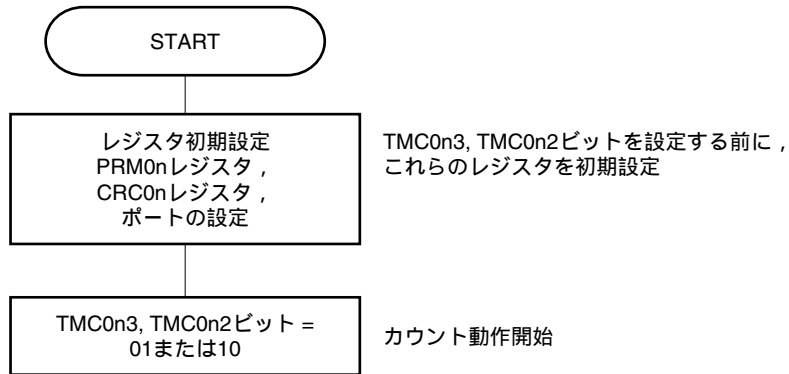 START
レジスタ初期設定
PRM0nレジスタ，
CRC0nレジスタ，
ポートの設定
TMC0n3, TMC0n2ビットを設定する前に，
これらのレジスタを初期設定
TMC0n3, TMC0n2ビット =
01または10
カウント動作開始